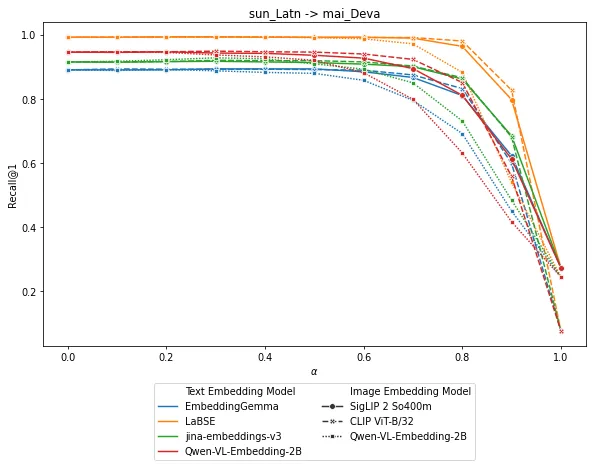 sun_Latn -> mai_Deva
Recall@1
1.0
0.8
0.6
0.4
0.2
0.0 0.2 0.4 0.6 0.8 1.0
α
Text Embedding Model Image Embedding Model
EmbeddingGemma SigLIP 2 So400m
LaBSE CLIP ViT-B/32
jina-embeddings-v3 Qwen-VL-Embedding-2B
Qwen-VL-Embedding-2B